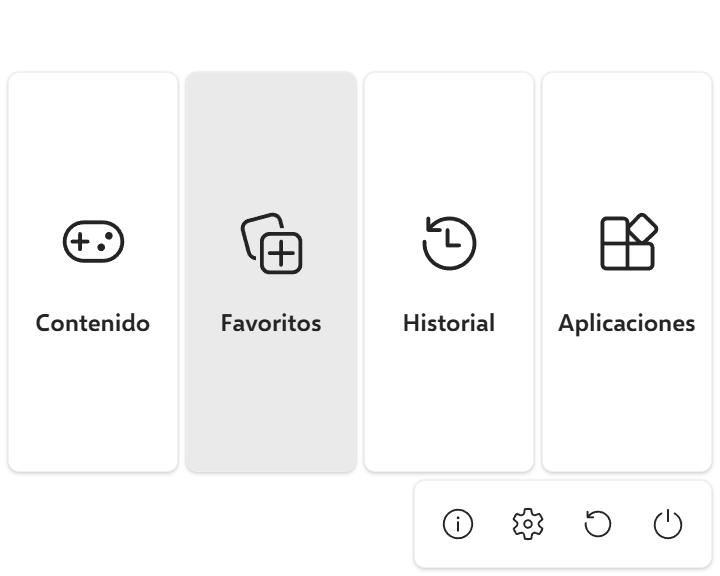 Contenido
Favoritos
Historial
Aplicaciones